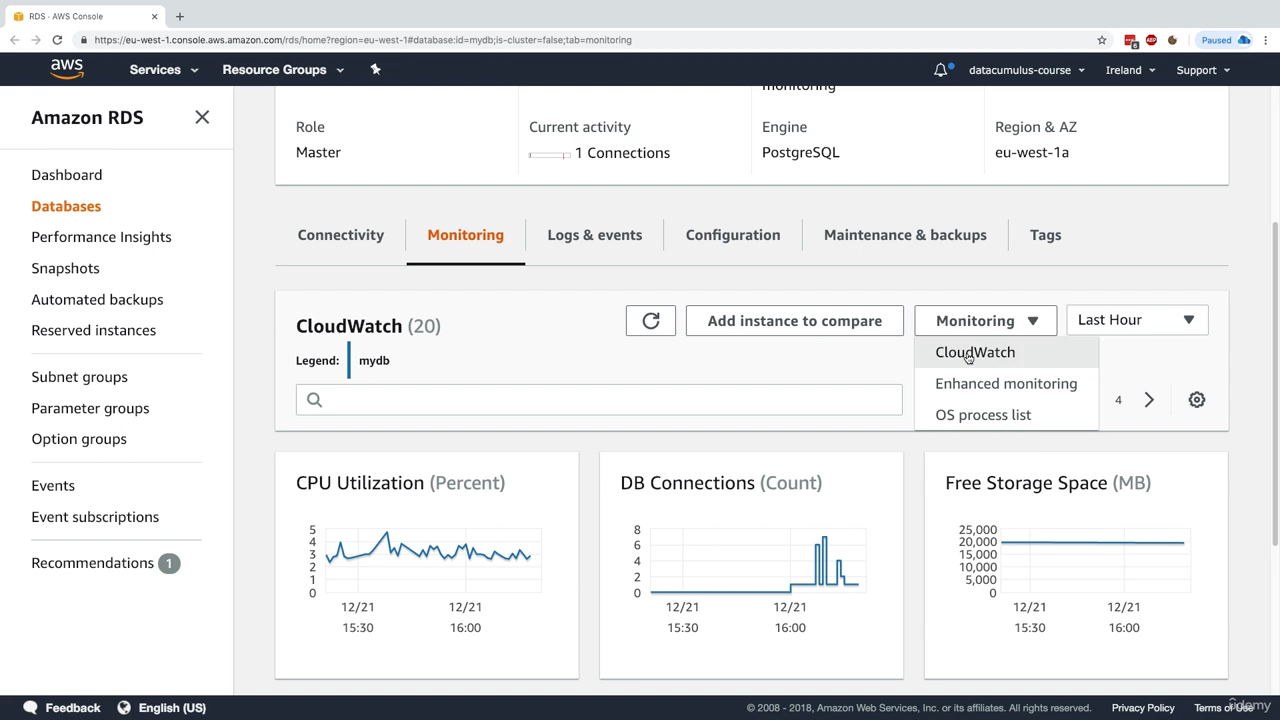 RDS · AWS Console
https://eu-west-1.console.aws.amazon.com/rds/home?region=eu-west-1#database:id=mydb;is-cluster=false;tab=monitoring
6
ABP
Paused
aws
Services
Resource Groups
datacumulus-course
Ireland
Support
Amazon RDS
Dashboard
Databases
Performance Insights
Snapshots
Automated backups
Reserved instances
Subnet groups
Parameter groups
Option groups
Events
Event subscriptions
Recommendations 1
monitoring
Role
Master
Current activity
1 Connections
Engine
PostgreSQL
Region & AZ
eu-west-1a
Connectivity
Monitoring
Logs & events
Configuration
Maintenance & backups
Tags
CloudWatch (20)
Add instance to compare
Monitoring
Last Hour
Legend: mydb
CloudWatch
Enhanced monitoring
OS process list
4
CPU Utilization (Percent)
5
4
3
2
1
0
12/21 12/21
15:30 16:00
DB Connections (Count)
8
6
4
2
0
12/21 12/21
15:30 16:00
Free Storage Space (MB)
25,000
20,000
15,000
10,000
5,000
0
12/21 12/21
15:30 16:00
Feedback
English (US)
© 2008 - 2018, Amazon Web Services, Inc. or its affiliates. All rights reserved.
Privacy Policy
Terms of Use
Udemy